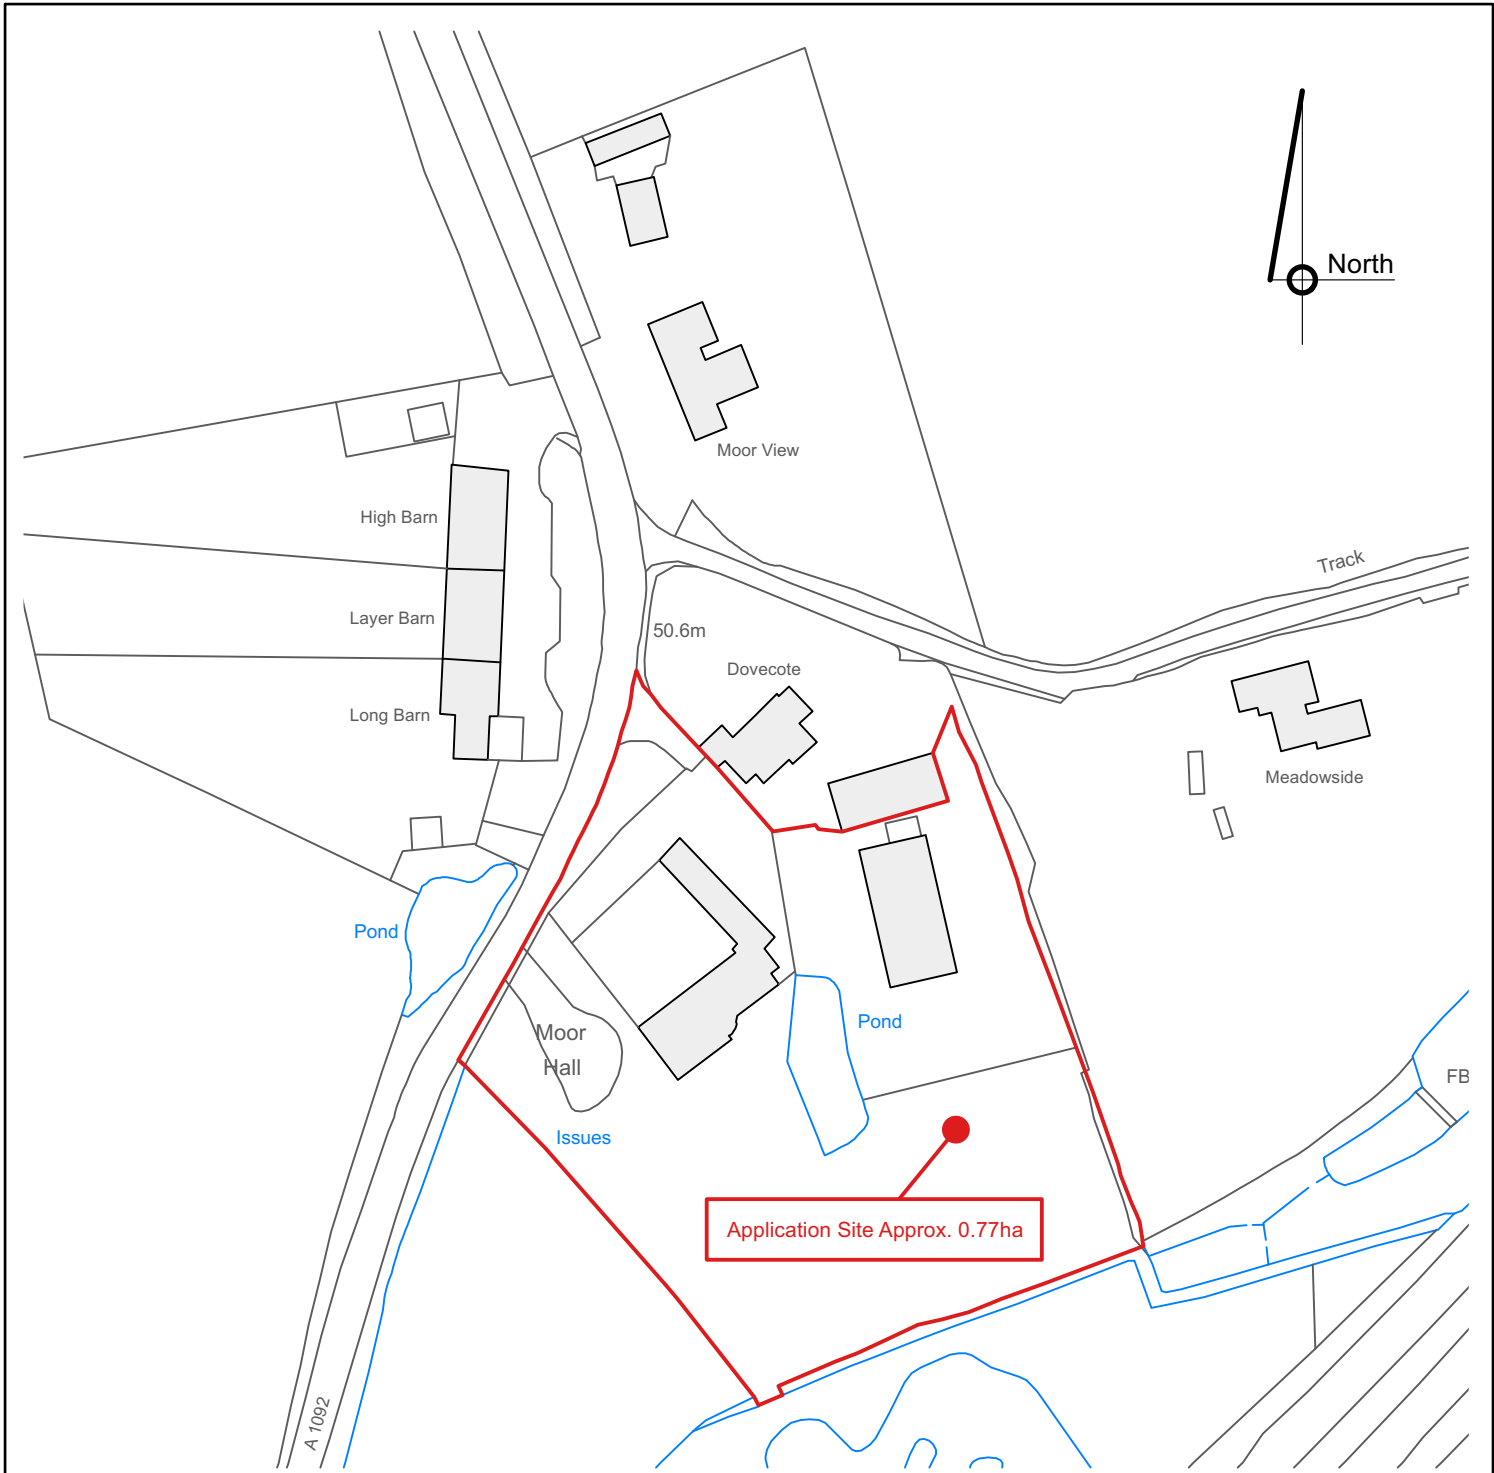 North
Moor View
High Barn
Track
Layer Barn
50.6m
Dovecote
Long Barn
Meadowside
Pond
Pond
Moor
Hall
FB
Issues
Application Site Approx. 0.77ha
A 1092